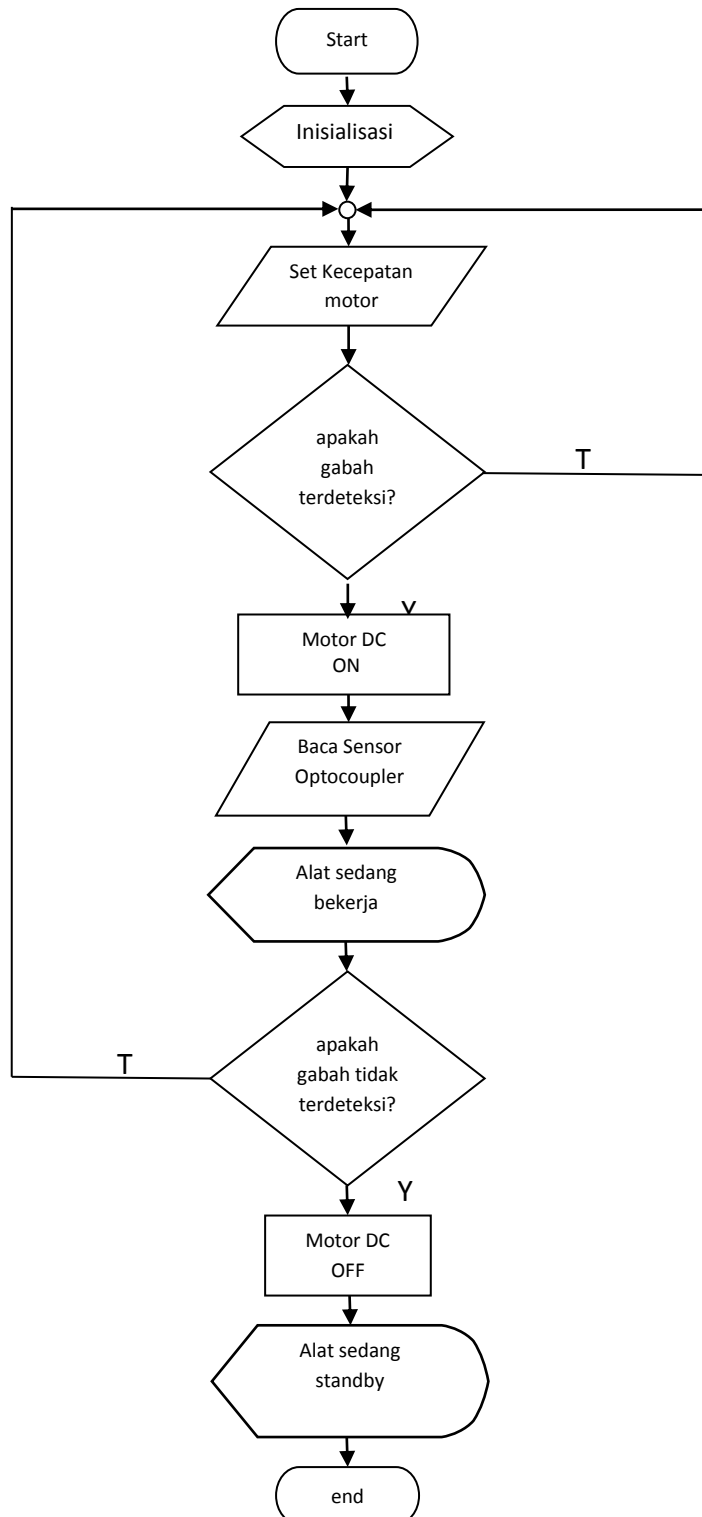 Start
Inisialisasi
Set Kecepatan
motor
apakah
gabah
terdeteksi?
T
Y
Motor DC
ON
Baca Sensor
Optocoupler
Alat sedang
bekerja
apakah
gabah tidak
terdeteksi?
T
Y
Motor DC
OFF
Alat sedang
standby
end